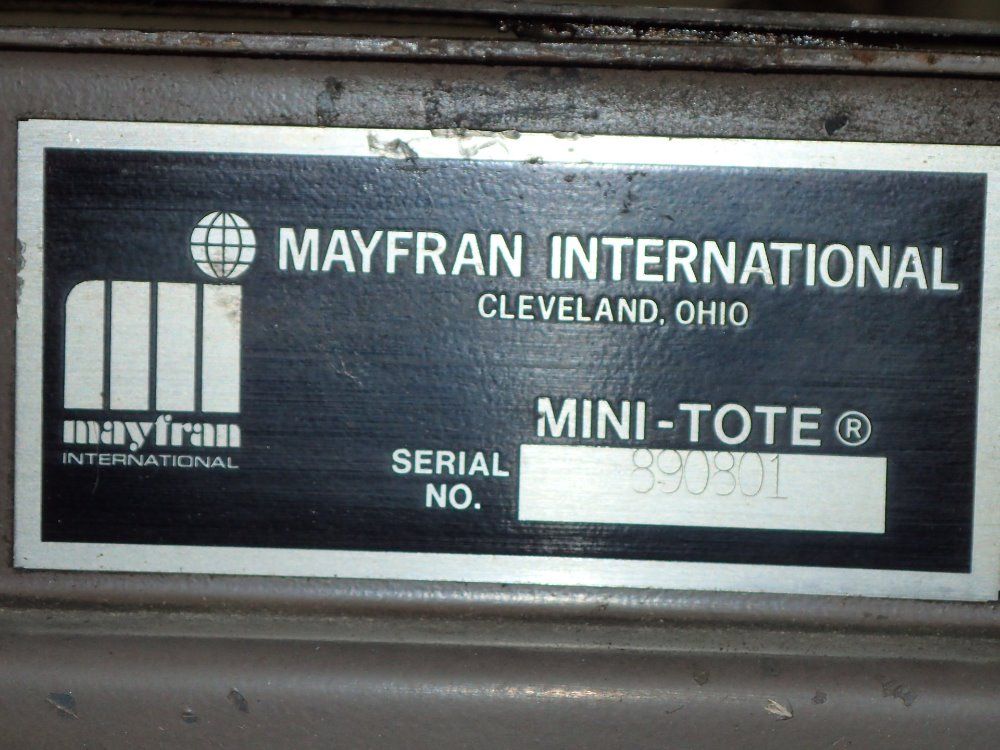 MAYFRAN INTERNATIONAL
CLEVELAND, OHIO
mayfran
INTERNATIONAL
MINI-TOTE ®
SERIAL NO. 890801